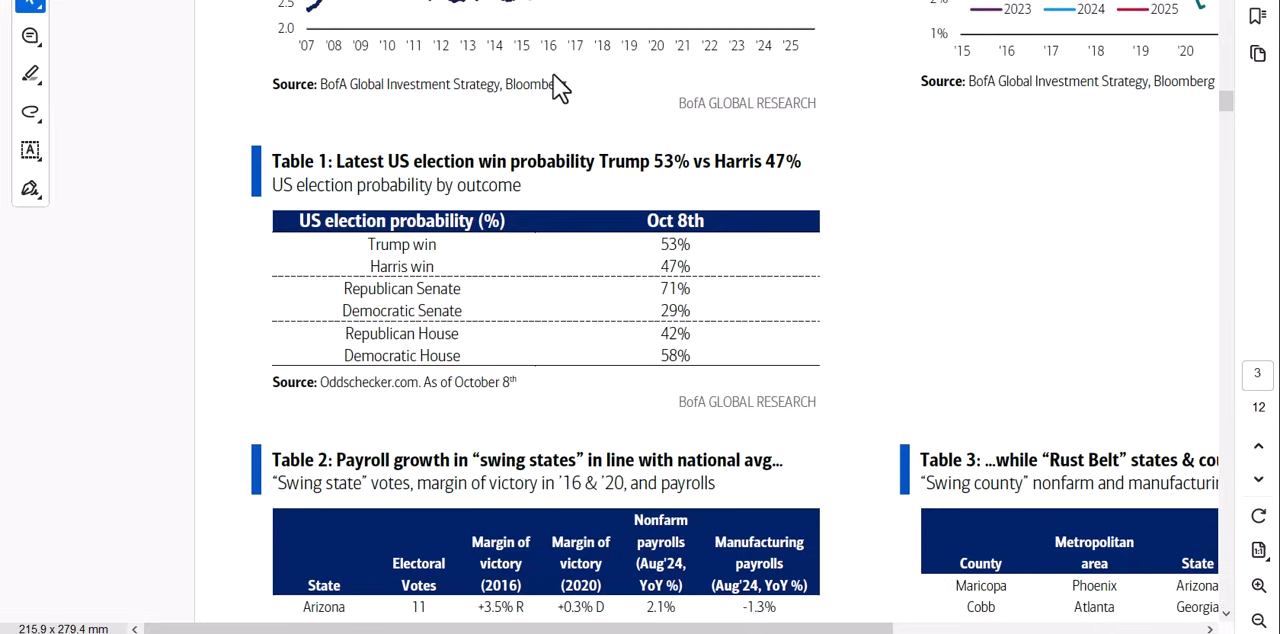 2.5
2.0
'07 '08 '09 '10 '11 '12 '13 '14 '15 '16 '17 '18 '19 '20 '21 '22 '23 '24 '25
Source: BofA Global Investment Strategy, Bloomberg
BofA GLOBAL RESEARCH
2%
2023 2024 2025
1%
'15 '16 '17 '18 '19 '20
Source: BofA Global Investment Strategy, Bloomberg
Table 1: Latest US election win probability Trump 53% vs Harris 47%
US election probability by outcome
US election probability (%) Oct 8th
Trump win 53%
Harris win 47%
Republican Senate 71%
Democratic Senate 29%
Republican House 42%
Democratic House 58%
Source: Oddschecker.com. As of October 8th
BofA GLOBAL RESEARCH
Table 2: Payroll growth in “swing states” in line with national avg...
“Swing state” votes, margin of victory in '16 & '20, and payrolls
State Electoral Votes Margin of victory (2016) Margin of victory (2020) Nonfarm payrolls (Aug'24, YoY %) Manufacturing payrolls (Aug'24, YoY %)
Arizona 11 +3.5% R +0.3% D 2.1% -1.3%
Table 3: ...while “Rust Belt” states & cou
“Swing county” nonfarm and manufacturin
County Metropolitan area State
Maricopa Phoenix Arizona
Cobb Atlanta Georgia
3
12
215.9 x 279.4 mm